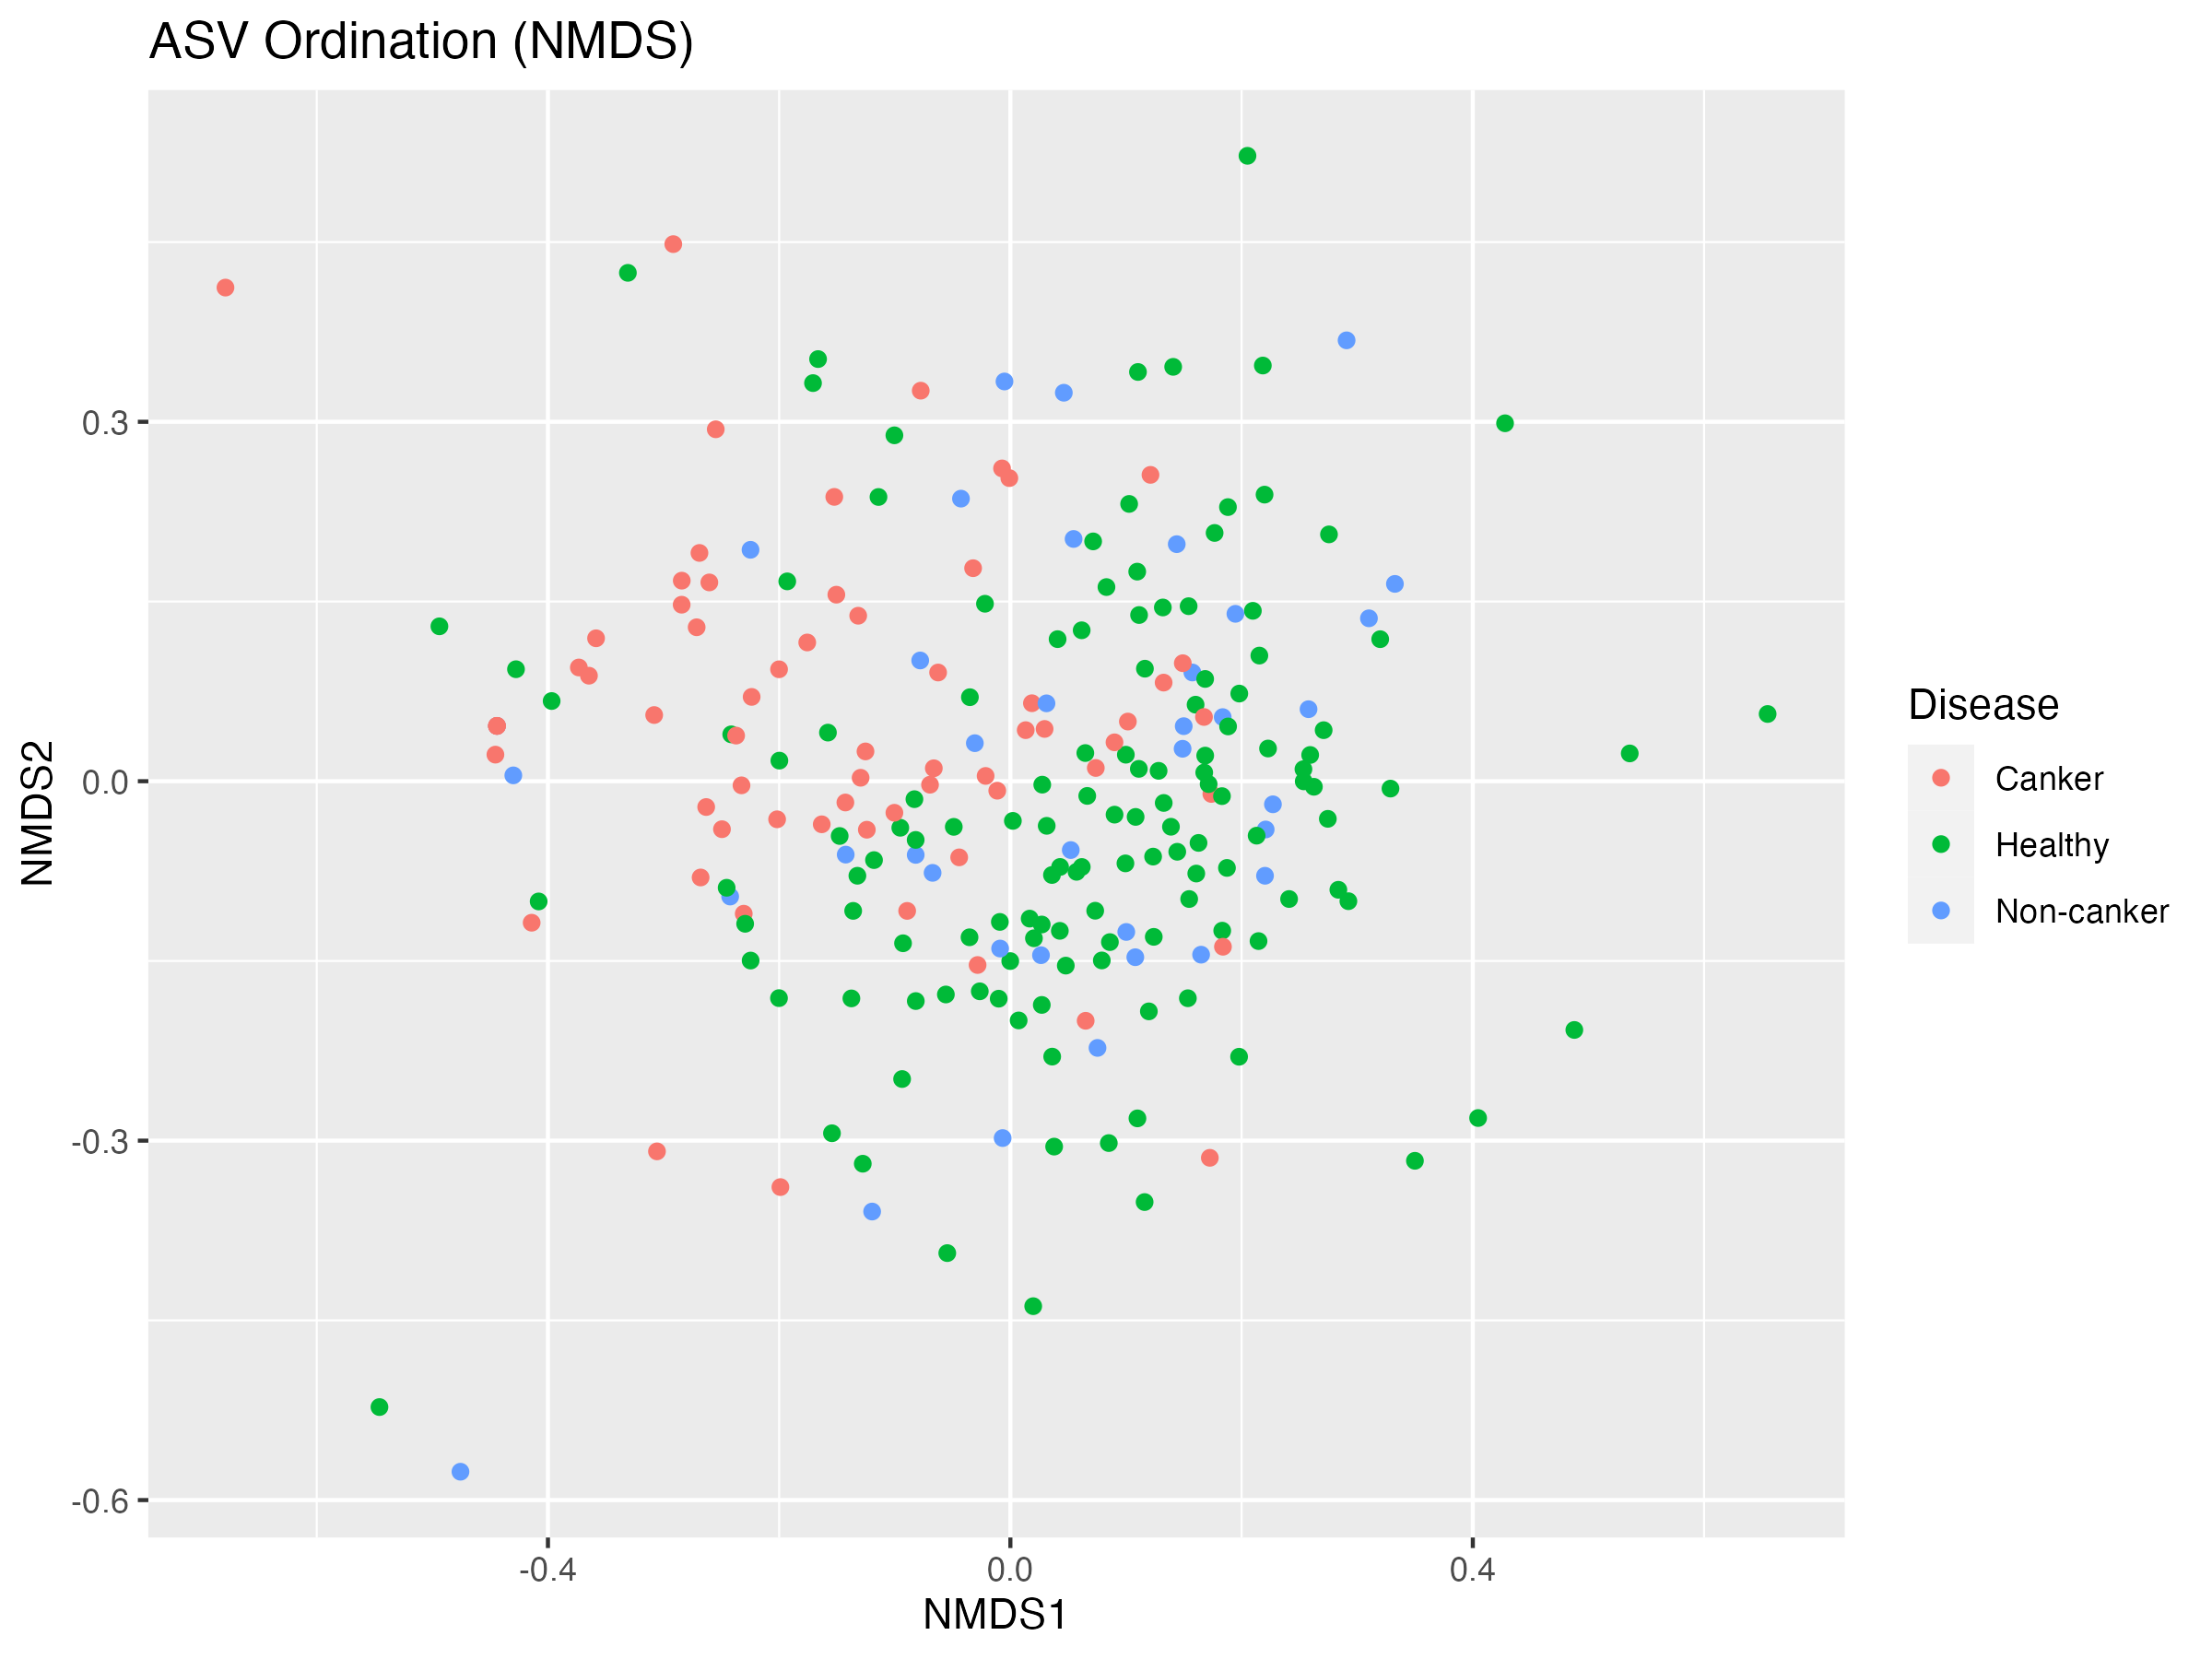 ASV Ordination (NMDS)
NMDS2
0.3
0.0
-0.3
-0.6
-0.4
0.0
0.4
NMDS1
Disease
Canker
Healthy
Non-canker